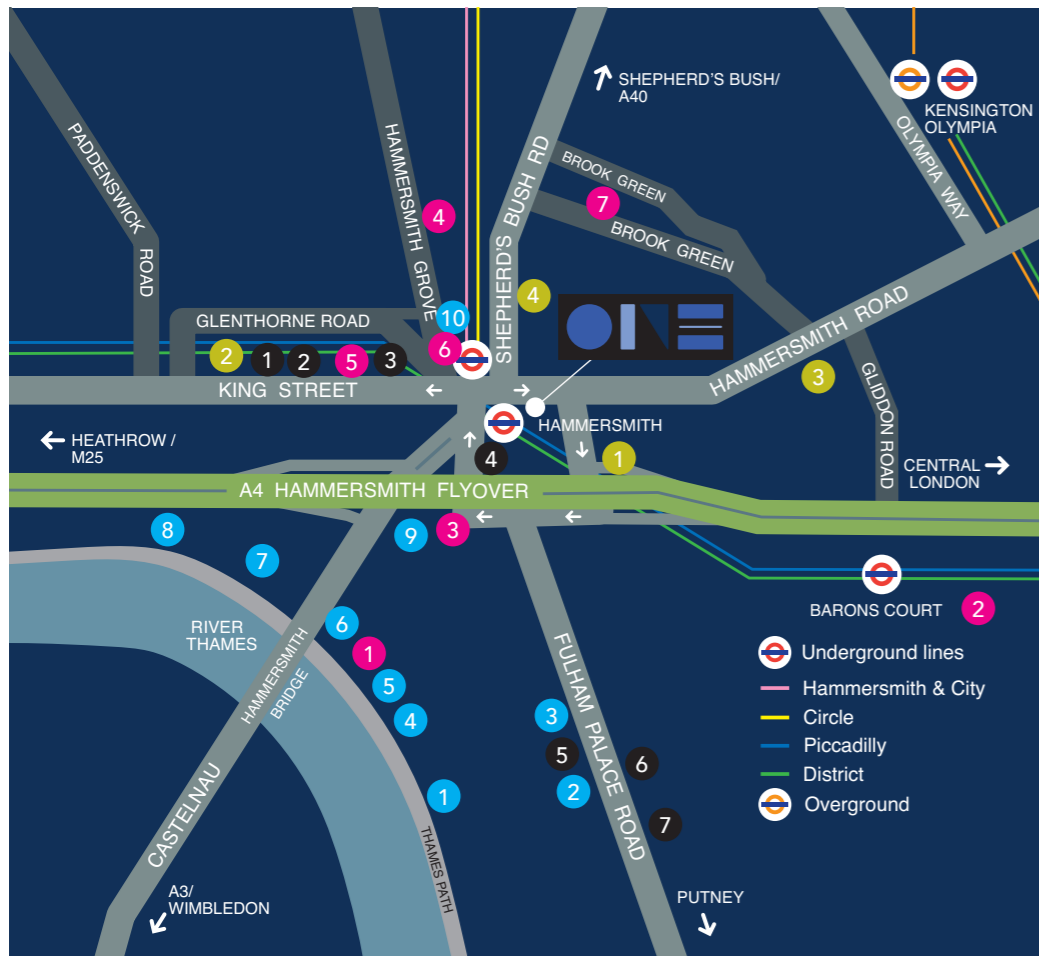 SHEPHERD'S BUSH/
A40
KENSINGTON
OLYMPIA
PADDENSWICK
ROAD
HAMMERSMITH GROVE
SHEPHERD'S BUSH RD
BROOK GREEN
BROOK GREEN
OLYMPIA WAY
4
7
4
10
GLENTHORNE ROAD
6
2
1
2
5
3
KING STREET
HAMMERSMITH ROAD
3
GLIDDON ROAD
HEATHROW /
M25
HAMMERSMITH
4
1
CENTRAL
LONDON
A4 HAMMERSMITH FLYOVER
8
7
9
3
BARONS COURT
2
RIVER
THAMES
HAMMERSMITH
BRIDGE
6
1
5
4
1
3
5
2
6
7
FULHAM PALACE ROAD
CASTELNAU
THAMES PATH
A3/
WIMBLEDON
PUTNEY
Underground lines
Hammersmith & City
Circle
Piccadilly
District
Overground